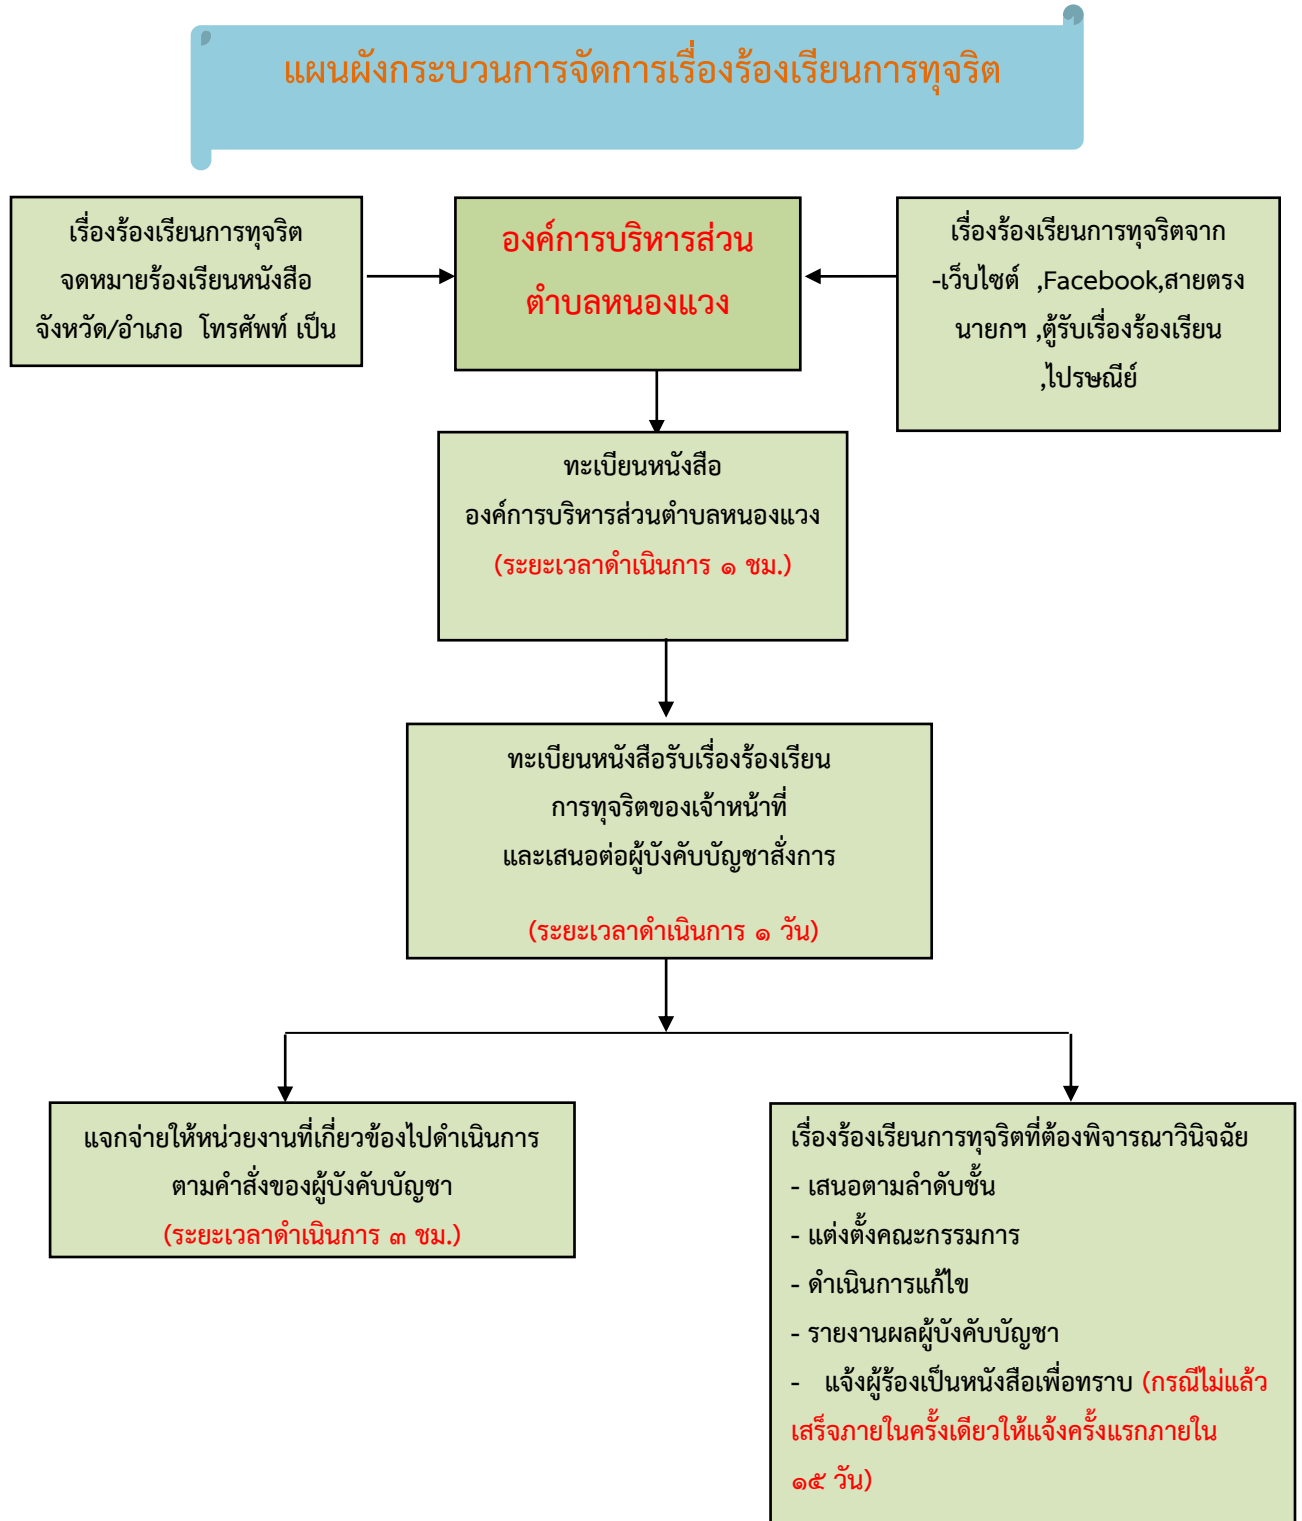 แผนผังกระบวนการจัดการเรื่องร้องเรียนการทุจริต
เรื่องร้องเรียนการทุจริต
จดหมายร้องเรียนหนังสือ
จังหวัด/อำเภอ โทรศัพท์ เป็น
องค์การบริหารส่วน
ตำบลหนองแวง
เรื่องร้องเรียนการทุจริตจาก
-เว็บไซต์ ,Facebook,สายตรง
นายกฯ ,ตู้รับเรื่องร้องเรียน
,ไปรษณีย์
ทะเบียนหนังสือ
องค์การบริหารส่วนตำบลหนองแวง
(ระยะเวลาดำเนินการ ๑ ชม.)
ทะเบียนหนังสือรับเรื่องร้องเรียน
การทุจริตของเจ้าหน้าที่
และเสนอต่อผู้บังคับบัญชาสั่งการ
(ระยะเวลาดำเนินการ ๑ วัน)
แจกจ่ายให้หน่วยงานที่เกี่ยวข้องไปดำเนินการ
ตามคำสั่งของผู้บังคับบัญชา
(ระยะเวลาดำเนินการ ๓ ชม.)
เรื่องร้องเรียนการทุจริตที่ต้องพิจารณาวินิจฉัย
- เสนอตามลำดับชั้น
- แต่งตั้งคณะกรรมการ
- ดำเนินการแก้ไข
- รายงานผลผู้บังคับบัญชา
- แจ้งผู้ร้องเป็นหนังสือเพื่อทราบ (กรณีไม่แล้ว
เสร็จภายในครั้งเดียวให้แจ้งครั้งแรกภายใน
๑๕ วัน)